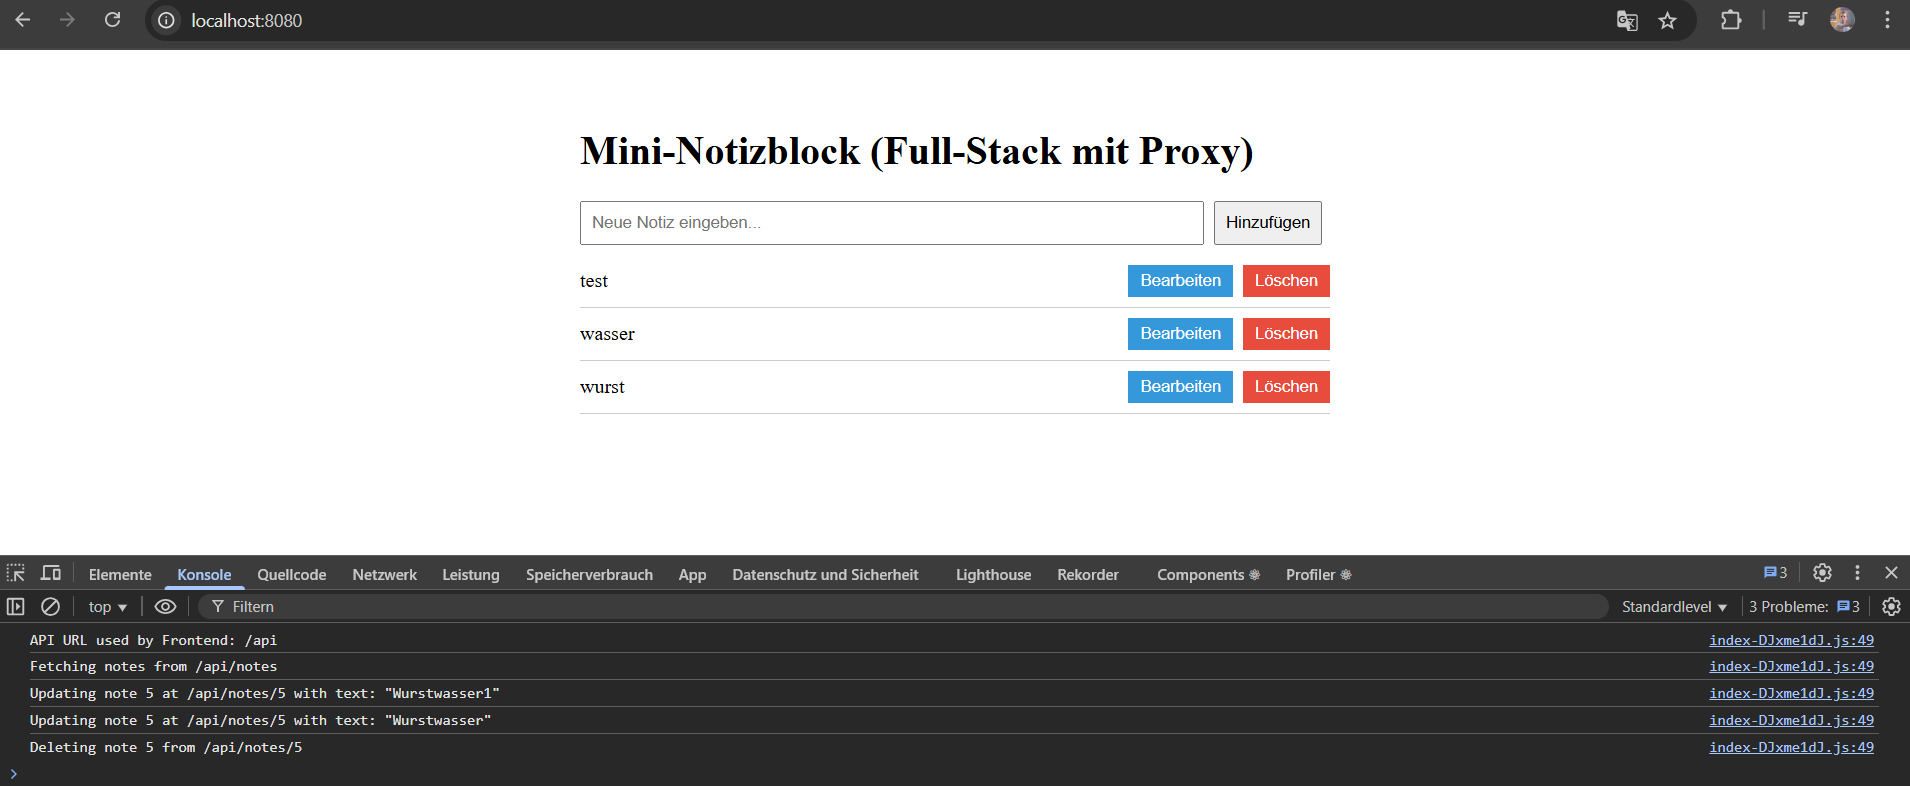 localhost:8080
Mini-Notizblock (Full-Stack mit Proxy)
Neue Notiz eingeben... Hinzufügen
test Bearbeiten Löschen
wasser Bearbeiten Löschen
wurst Bearbeiten Löschen
Elemente Konsole Quellcode Netzwerk Leistung Speicherverbrauch App Datenschutz und Sicherheit Lighthouse Rekorder Components Profiler 3
top Filtern Standardlevel 3 Probleme: 3
API URL used by Frontend: /api index-DJxme1dJ.js:49
Fetching notes from /api/notes index-DJxme1dJ.js:49
Updating note 5 at /api/notes/5 with text: "Wurstwasser1" index-DJxme1dJ.js:49
Updating note 5 at /api/notes/5 with text: "Wurstwasser" index-DJxme1dJ.js:49
Deleting note 5 from /api/notes/5 index-DJxme1dJ.js:49